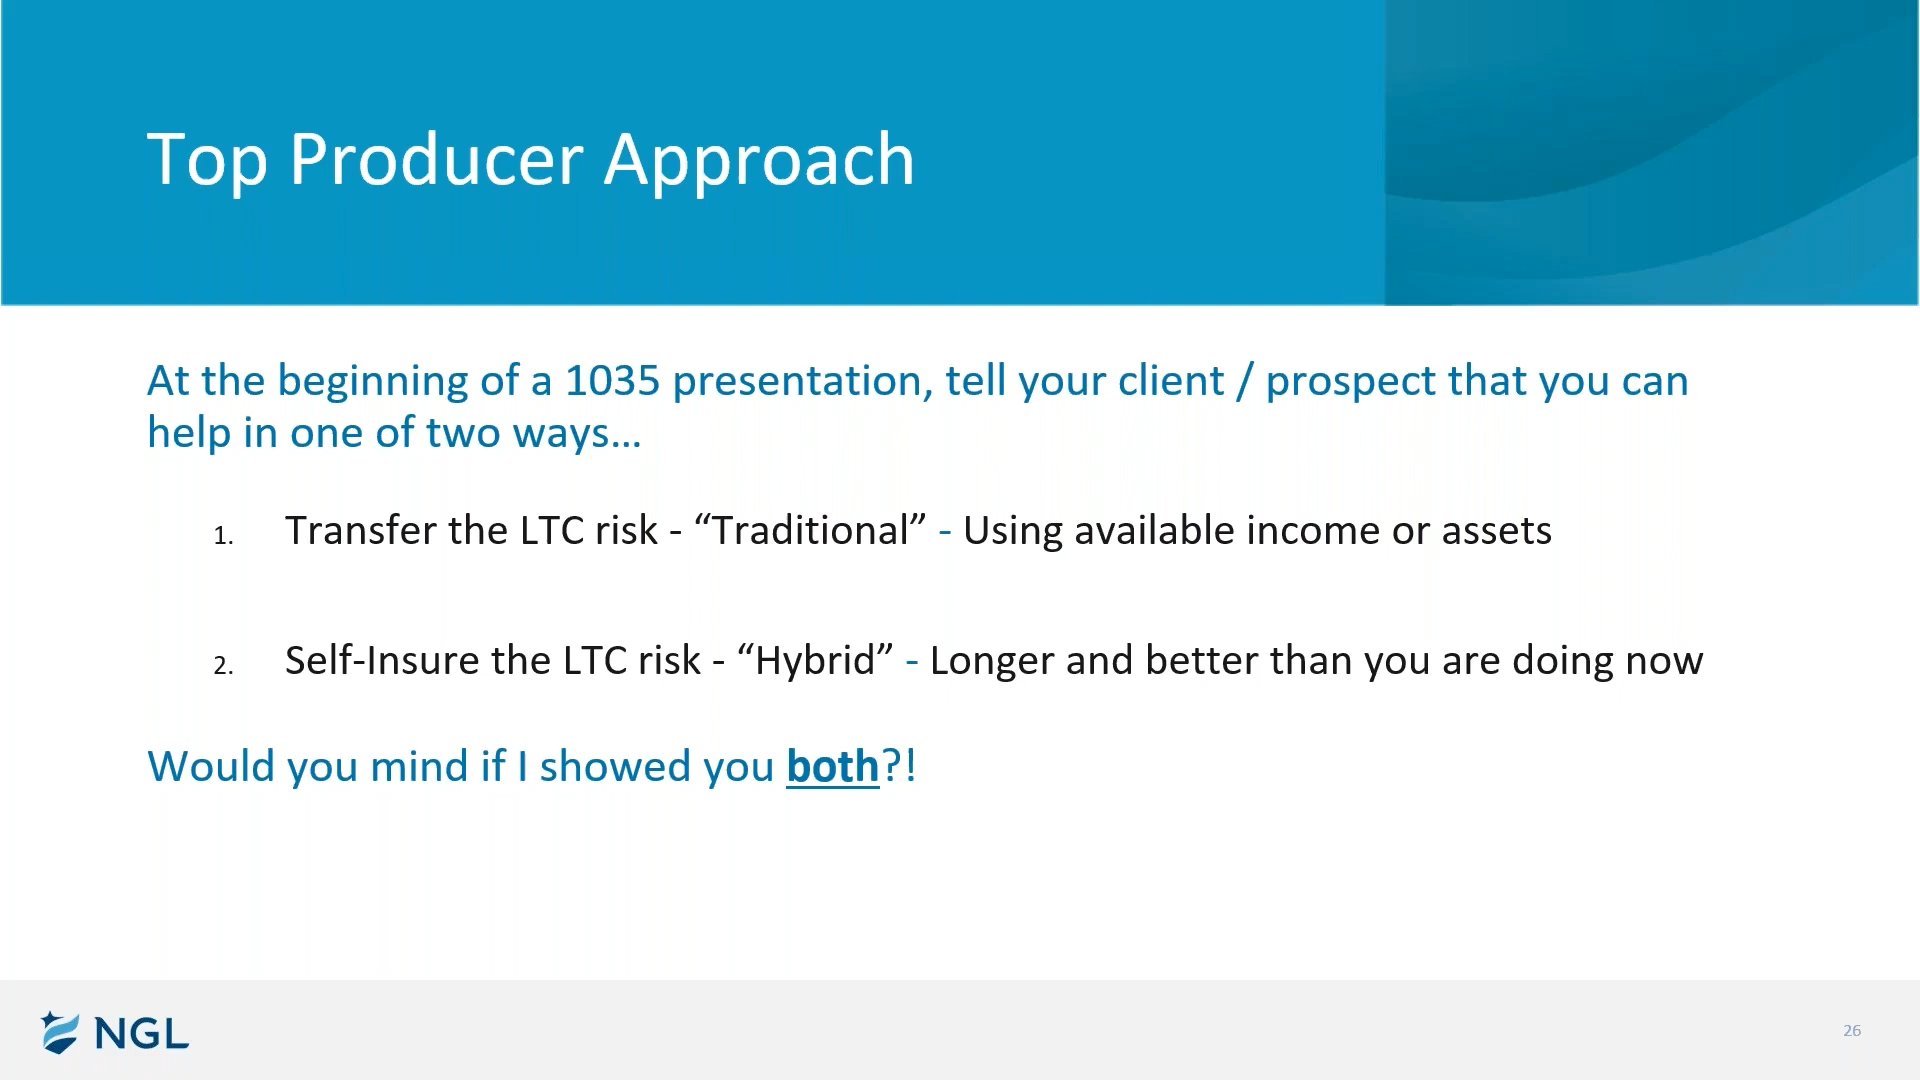 Top Producer Approach
At the beginning of a 1035 presentation, tell your client / prospect that you can
help in one of two ways…
1. Transfer the LTC risk - “Traditional” - Using available income or assets
2. Self-Insure the LTC risk - “Hybrid” - Longer and better than you are doing now
Would you mind if I showed you both?!
NGL
26